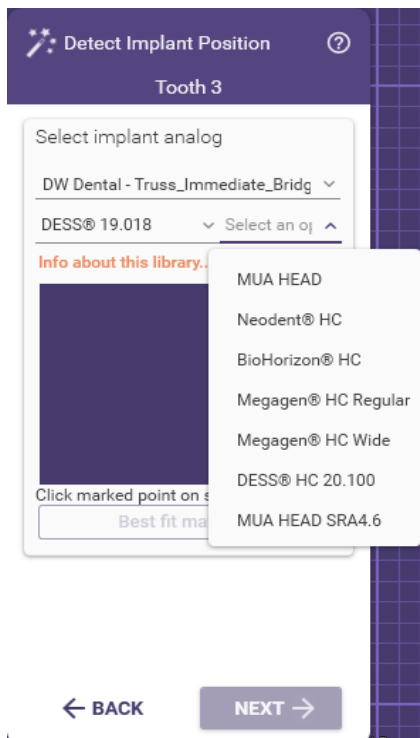 Detect Implant Position
Tooth 3
Select implant analog
DW Dental - Truss_Immediate_Bridg
DESS® 19.018
Select an op
Info about this library..
MUA HEAD
Neodent® HC
BioHorizon® HC
Megagen® HC Regular
Megagen® HC Wide
DESS® HC 20.100
MUA HEAD SRA4.6
Click marked point on s
Best fit ma
BACK
NEXT